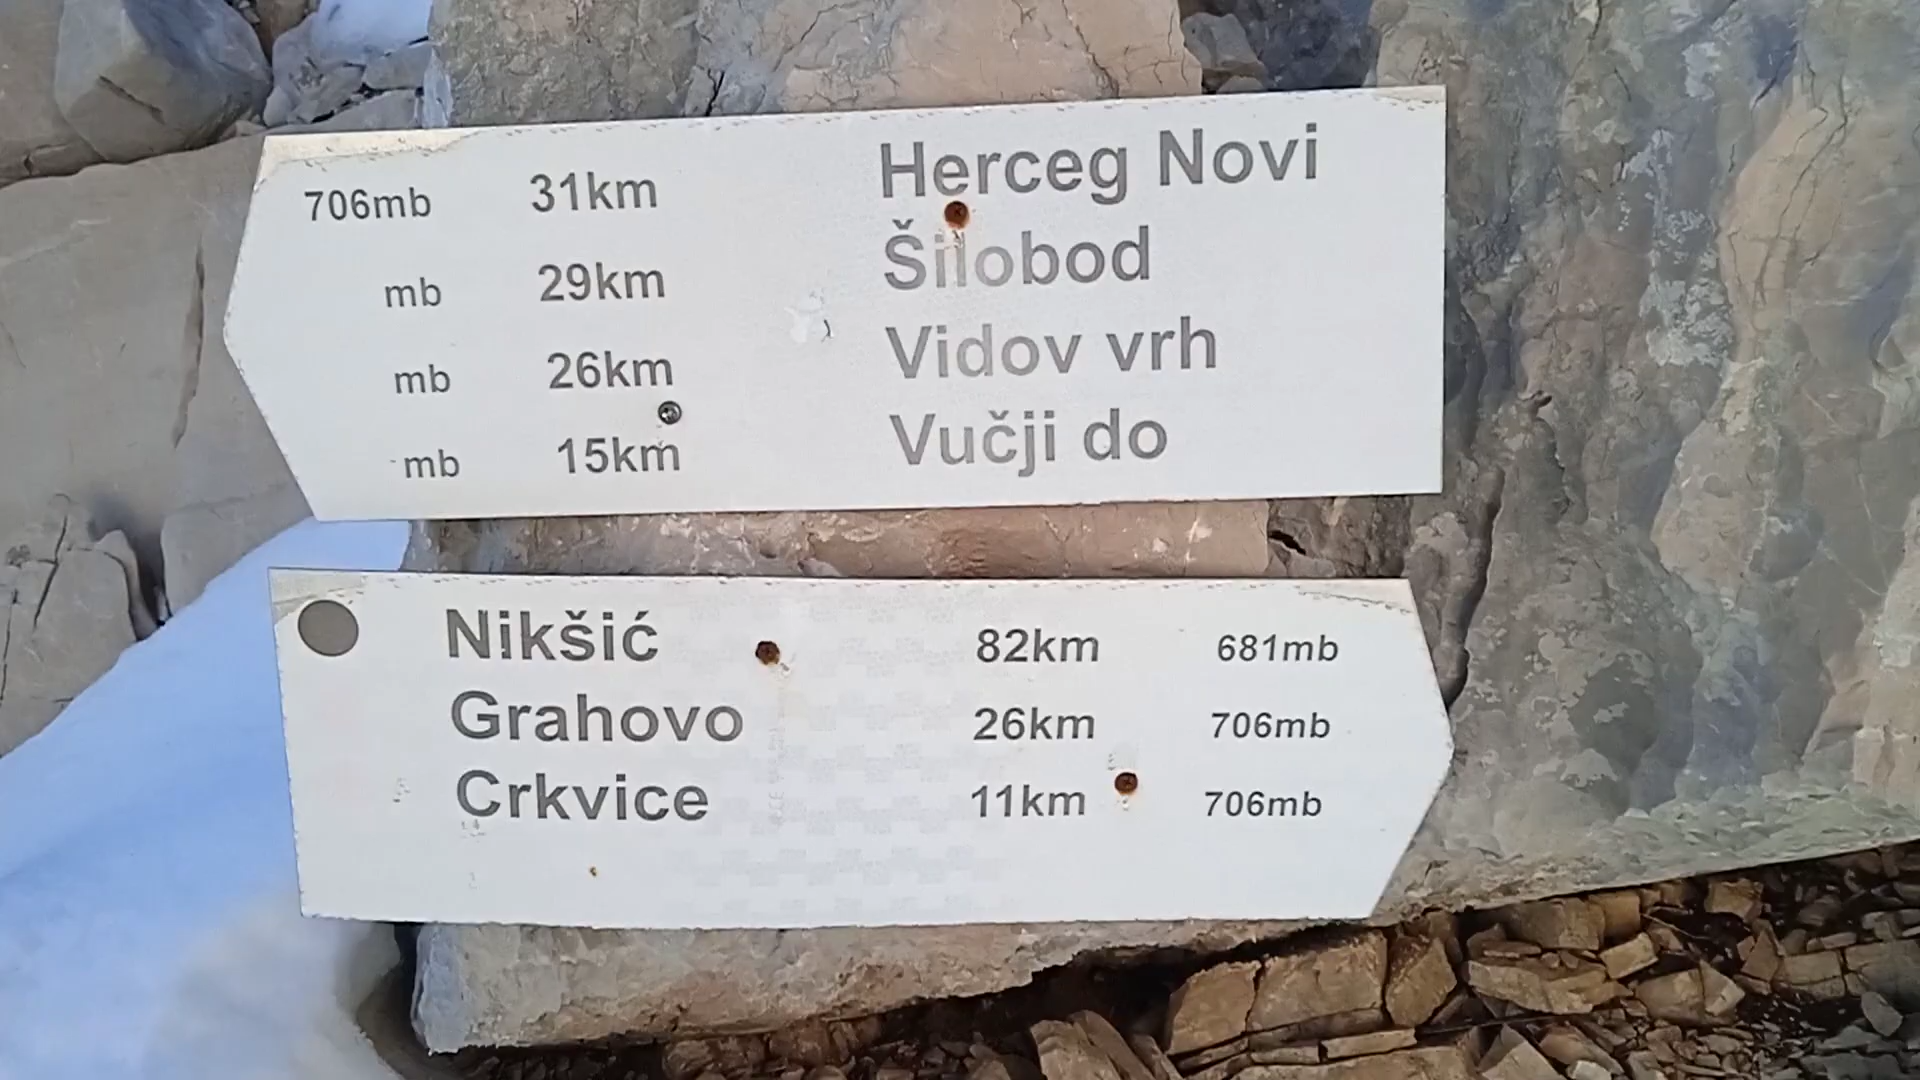 706mb 31km Herceg Novi
mb 29km Šilobod
mb 26km Vidov vrh
mb 15km Vučji do
Nikšić 82km 681mb
Grahovo 26km 706mb
Crkvice 11km 706mb